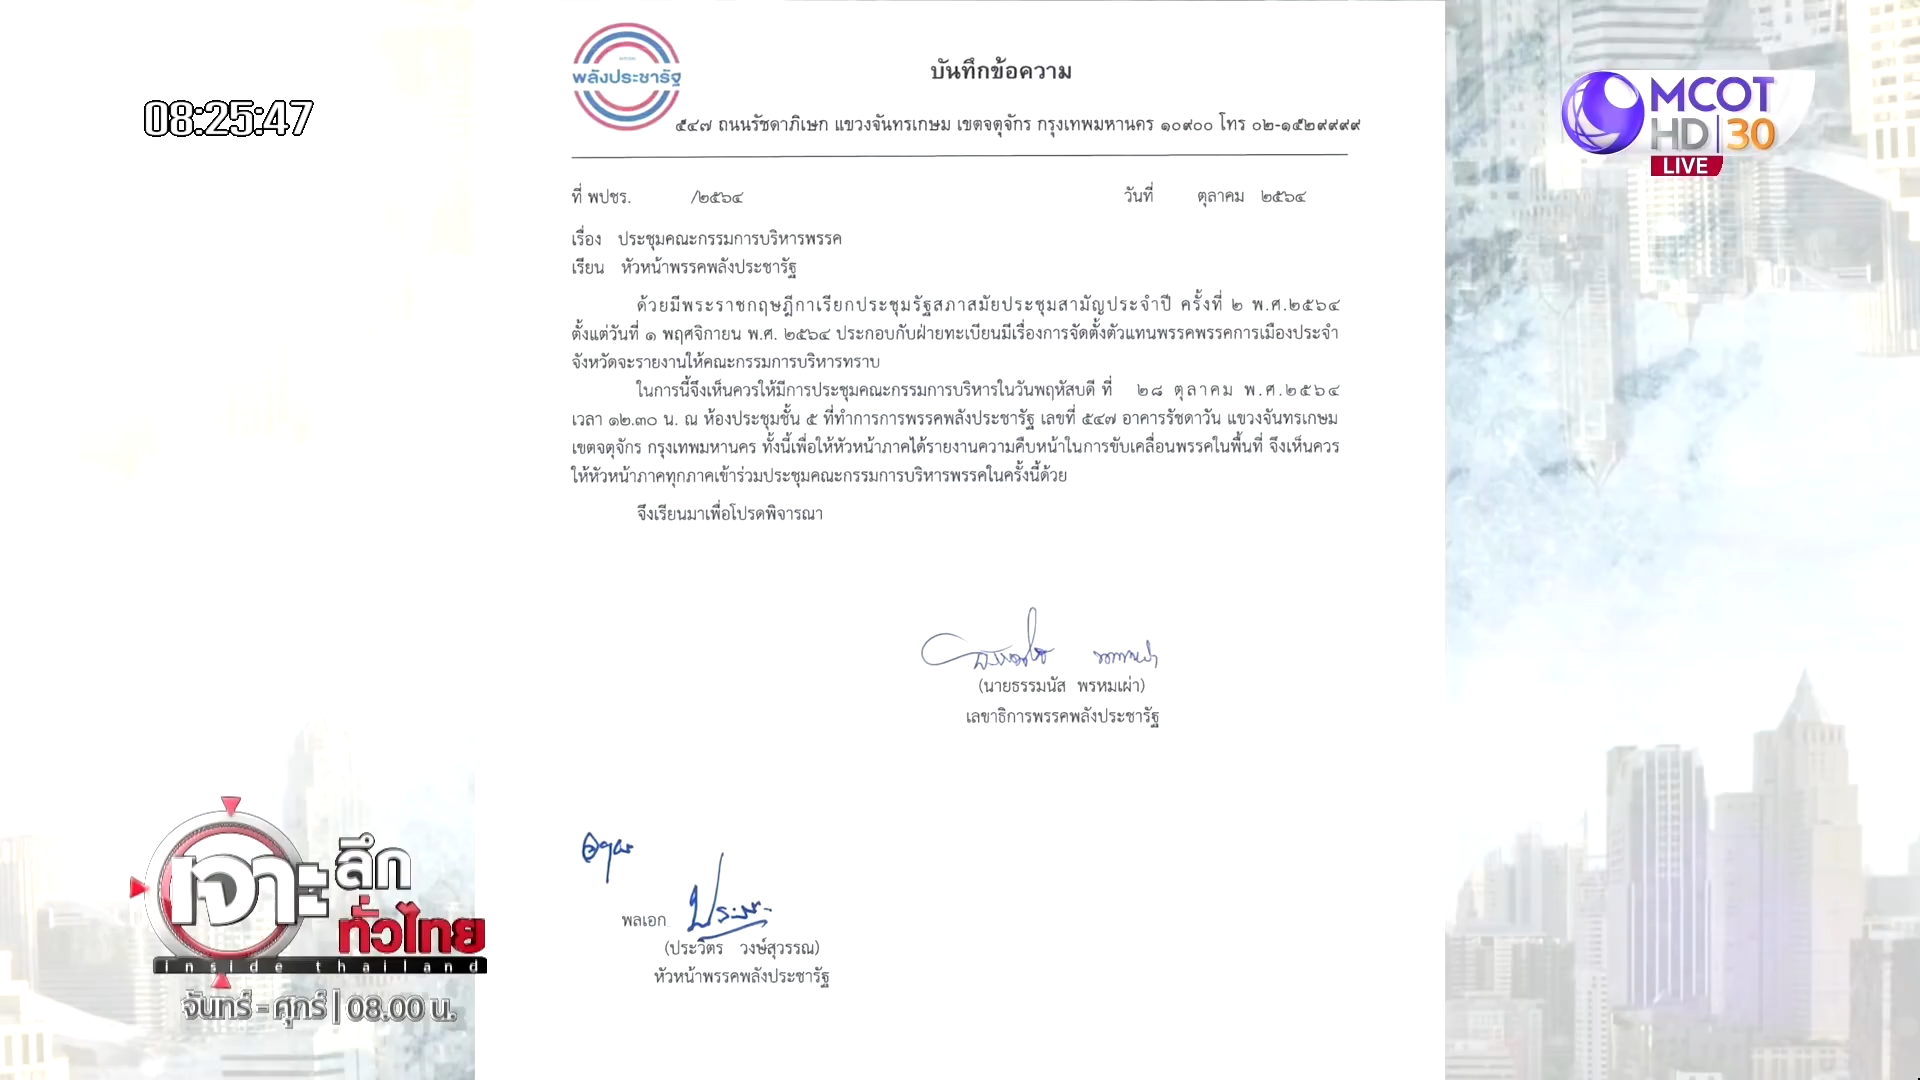 08:25:47
พลังประชารัฐ
บันทึกข้อความ
๕๔๗ ถนนรัชดาภิเษก แขวงจันทรเกษม เขตจตุจักร กรุงเทพมหานคร ๑๐๙๐๐ โทร ๐๒-๑๕๒๙๙๙๙
MCOT
HD|30
LIVE
ที่ พปชร. /๒๕๖๔ วันที่ ตุลาคม ๒๕๖๔
เรื่อง ประชุมคณะกรรมการบริหารพรรค
เรียน หัวหน้าพรรคพลังประชารัฐ
ด้วยมีพระราชกฤษฎีกาเรียกประชุมรัฐสภาสมัยประชุมสามัญประจำปี ครั้งที่ ๒ พ.ศ.๒๕๖๔
ตั้งแต่วันที่ ๑ พฤศจิกายน พ.ศ. ๒๕๖๔ ประกอบกับฝ่ายทะเบียนมีเรื่องการจัดตั้งตัวแทนพรรคพรรคการเมืองประจำ
จังหวัดจะรายงานให้คณะกรรมการบริหารทราบ
ในการนี้จึงเห็นควรให้มีการประชุมคณะกรรมการบริหารในวันพฤหัสบดี ที่ ๒๘ ตุลาคม พ.ศ.๒๕๖๔
เวลา ๑๒.๓๐ น. ณ ห้องประชุมชั้น ๕ ที่ทำการการพรรคพลังประชารัฐ เลขที่ ๕๔๗ อาคารรัชดาวัน แขวงจันทรเกษม
เขตจตุจักร กรุงเทพมหานคร ทั้งนี้เพื่อให้หัวหน้าภาคได้รายงานความคืบหน้าในการขับเคลื่อนพรรคในพื้นที่ จึงเห็นควร
ให้หัวหน้าภาคทุกภาคเข้าร่วมประชุมคณะกรรมการบริหารพรรคในครั้งนี้ด้วย
จึงเรียนมาเพื่อโปรดพิจารณา
(นายธรรมนัส พรหมเผ่า)
เลขาธิการพรรคพลังประชารัฐ
พลเอก
(ประวิตร วงษ์สุวรรณ)
หัวหน้าพรรคพลังประชารัฐ
เจาะลึก
ทั่วไทย
inside thailand
จันทร์ - ศุกร์ | 08.00 น.